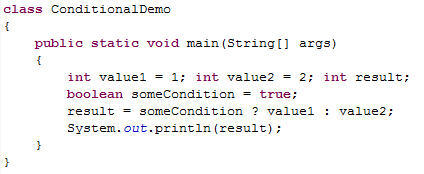 class ConditionalDemo
{
    public static void main(String[] args)
    {
        int value1 = 1; int value2 = 2; int result;
        boolean someCondition = true;
        result = someCondition ? value1 : value2;
        System.out.println(result);
    }
}